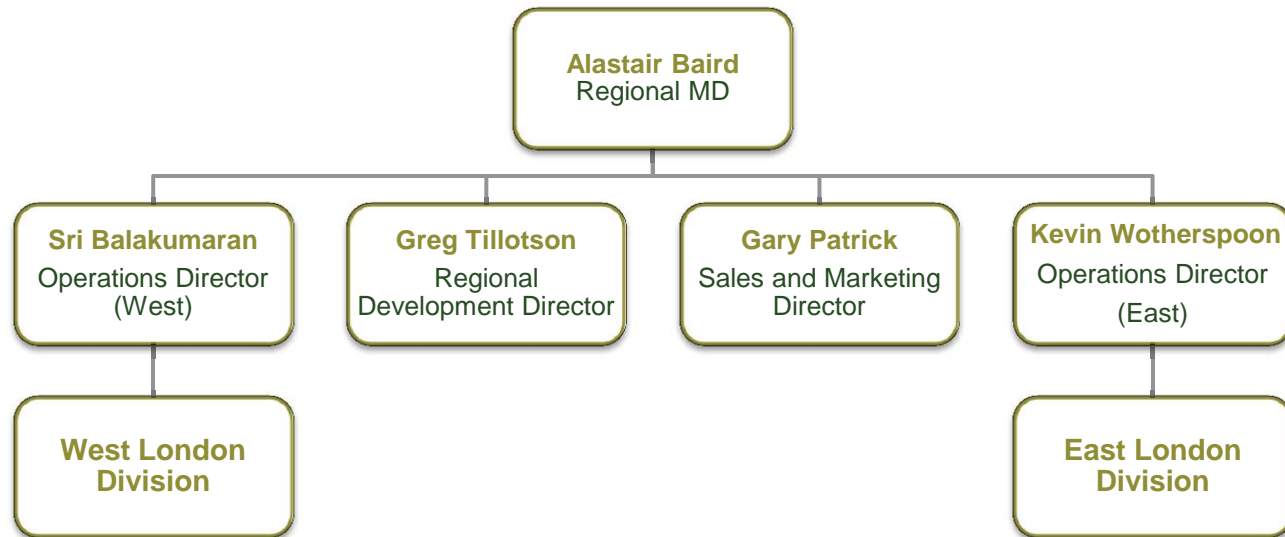 Alastair Baird
Regional MD
Sri Balakumaran
Operations Director
(West)
Greg Tillotson
Regional
Development Director
Gary Patrick
Sales and Marketing
Director
Kevin Wotherspoon
Operations Director
(East)
West London
Division
East London
Division